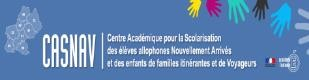 CASNAV
Centre Académique pour la Scolarisation
des élèves allophones Nouvellement Arrivés
et des enfants de familles itinérantes et de Voyageurs